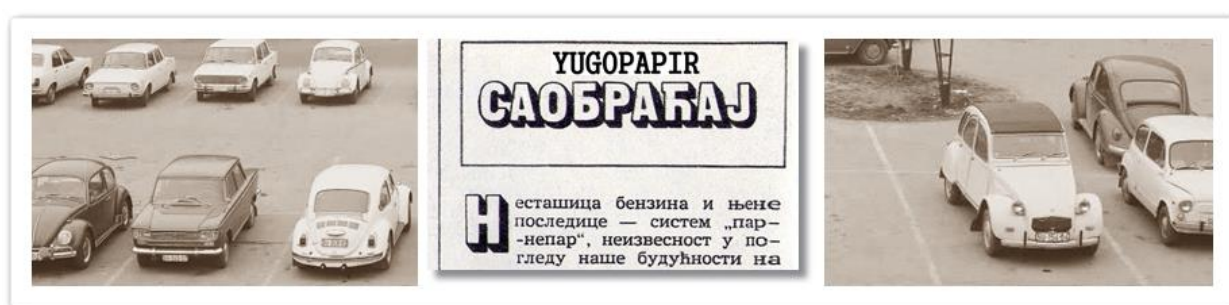 YUGOPAPIR
САОБРАЋАЈ
Несташица бензина и њене
последице — систем „пар-
-непар“, неизвесност у по-
гледу наше будућности на